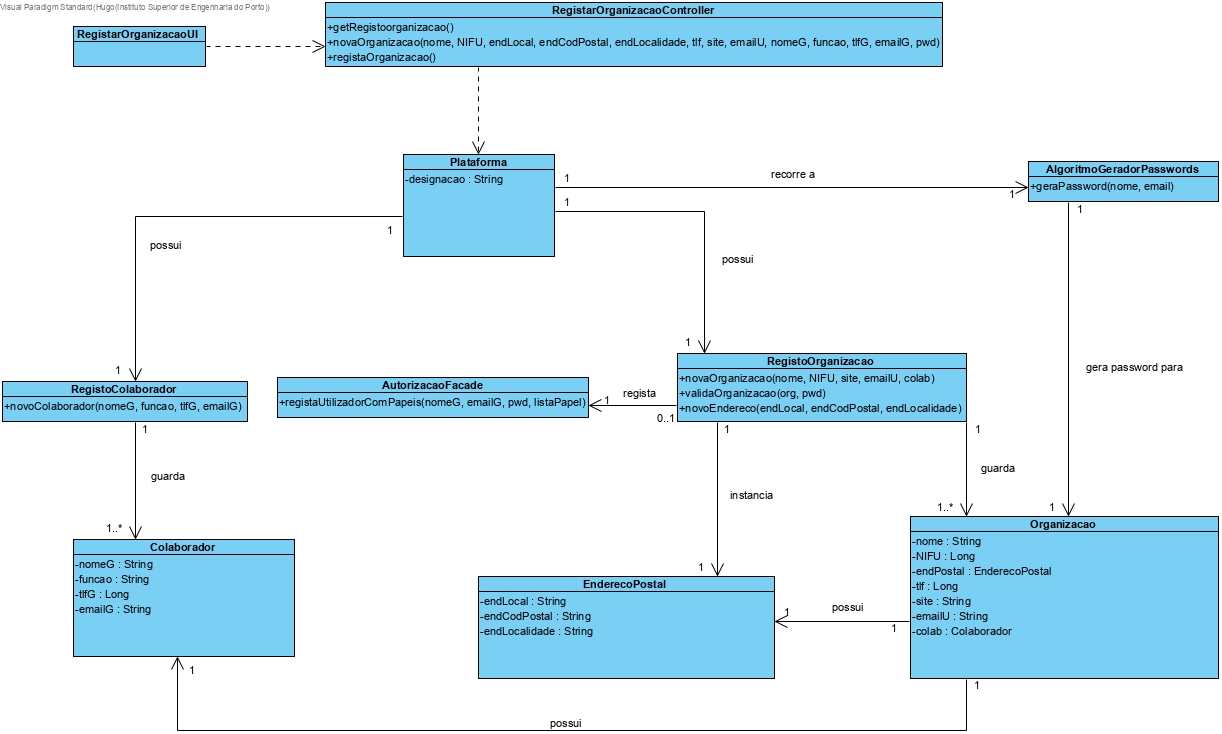 Visual Paradigm Standard(Hugo(Instituto Superior de Engenharia do Porto))
RegistarOrganizacaoUI
RegistarOrganizacaoController
+getRegistoorganizacao()
+novaOrganizacao(nome, NIFU, endLocal, endCodPostal, endLocalidade, tlf, site, emailU, nomeG, funcao, tlfG, emailG, pwd)
+registaOrganizacao()
Plataforma
-designacao : String
1
recorre a
1
AlgoritmoGeradorPasswords
+geraPassword(nome, email)
1
1
1
possui
possui
1
1
gera password para
RegistoColaborador
+novoColaborador(nomeG, funcao, tlfG, emailG)
AutorizacaoFacade
+registaUtilizadorComPapeis(nomeG, emailG, pwd, listaPapel)
1
regista
0..1
RegistoOrganizacao
+novaOrganizacao(nome, NIFU, site, emailU, colab)
+validaOrganizacao(org, pwd)
+novoEndereco(endLocal, endCodPostal, endLocalidade)
1
1
1
guarda
instancia
guarda
1..*
1
1..*
1
Colaborador
-nomeG : String
-funcao : String
-tlfG : Long
-emailG : String
EnderecoPostal
-endLocal : String
-endCodPostal : String
-endLocalidade : String
1
possui
1
Organizacao
-nome : String
-NIFU : Long
-endPostal : EnderecoPostal
-tlf : Long
-site : String
-emailU : String
-colab : Colaborador
1
1
possui